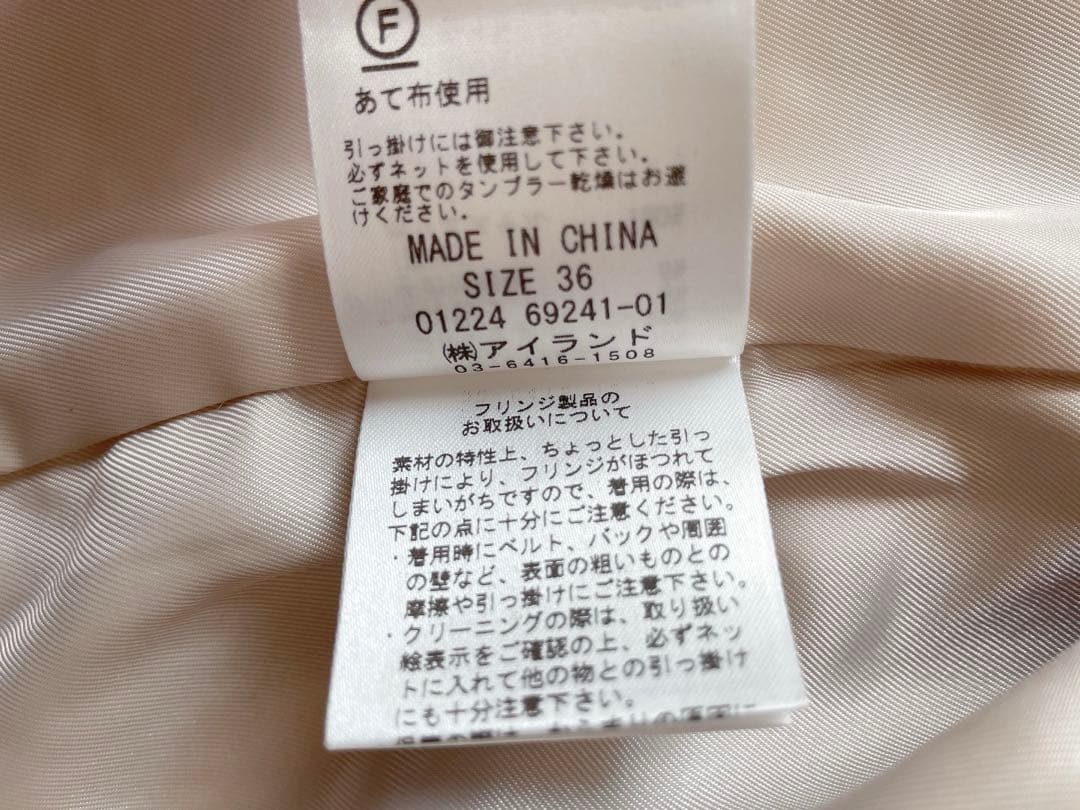 F
あて布使用
引っ掛けには御注意下さい。
必ずネットを使用して下さい。
ご家庭でのタンブラー乾燥はお避
けください。
MADE IN CHINA
SIZE 36
01224 69241-01
㈱アイランド
03-6416-1508
フリンジ製品の
お取扱いについて
素材の特性上、ちょっとした引っ
掛けにより、フリンジがほつれて
しまいがちですので、着用の際は、
下記の点に十分にご注意ください。
・着用時にベルト、バックや周囲
の壁など、表面の粗いものとの
摩擦や引っ掛けにご注意下さい。
・クリーニングの際は、取り扱い
絵表示をご確認の上、必ずネッ
トに入れて他の物との引っ掛け
にも十分注意下さい。